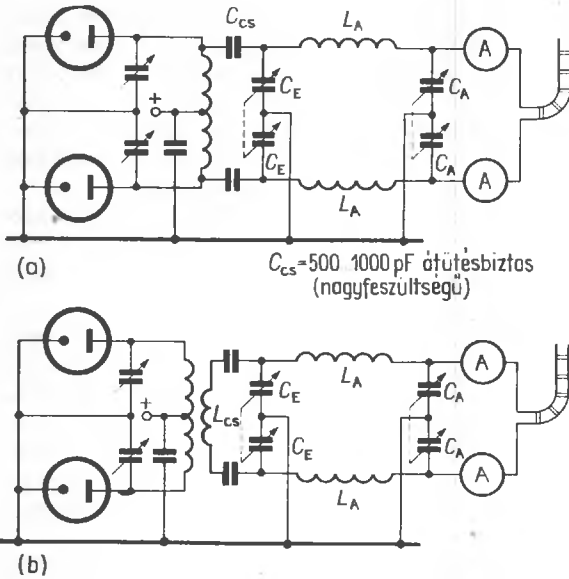 C_cs
L_A
A
+
C_E
C_A
C_E
C_A
A
L_A
(a)
C_cs=500 1000 pF átütésbiztos
(nagyfeszültségű)
L_A
A
+
L_cs
C_E
C_A
C_E
C_A
A
L_A
(b)